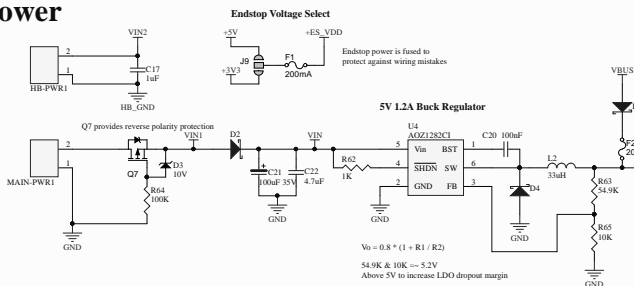 ower
Endstop Voltage Select
VIN2
+5V
+ES_VDD
VBUS
2
J9
F1
Endstop power is fused to
protect against wiring mistakes
1
C17
1uF
+3V3
200mA
HB-PWR1
HB_GND
5V 1.2A Buck Regulator
Q7 provides reverse polarity protection
U4
AOZ1282CI
C20 100nF
VIN1
D2
VIN
F2
20
2
5
Vin
BST
1
L2
1
D3
10V
R62
4
SHDN
SW
6
33uH
Q7
C21
C22
1K
2
GND
FB
3
D4
R63
54.9K
MAIN-PWR1
R64
100K
100uF 35V
4.7uF
GND
GND
GND
R65
10K
GND
Vo = 0.8 * (1 + R1 / R2)
54.9K & 10K =~ 5.2V
Above 5V to increase LDO dropout margin
GND